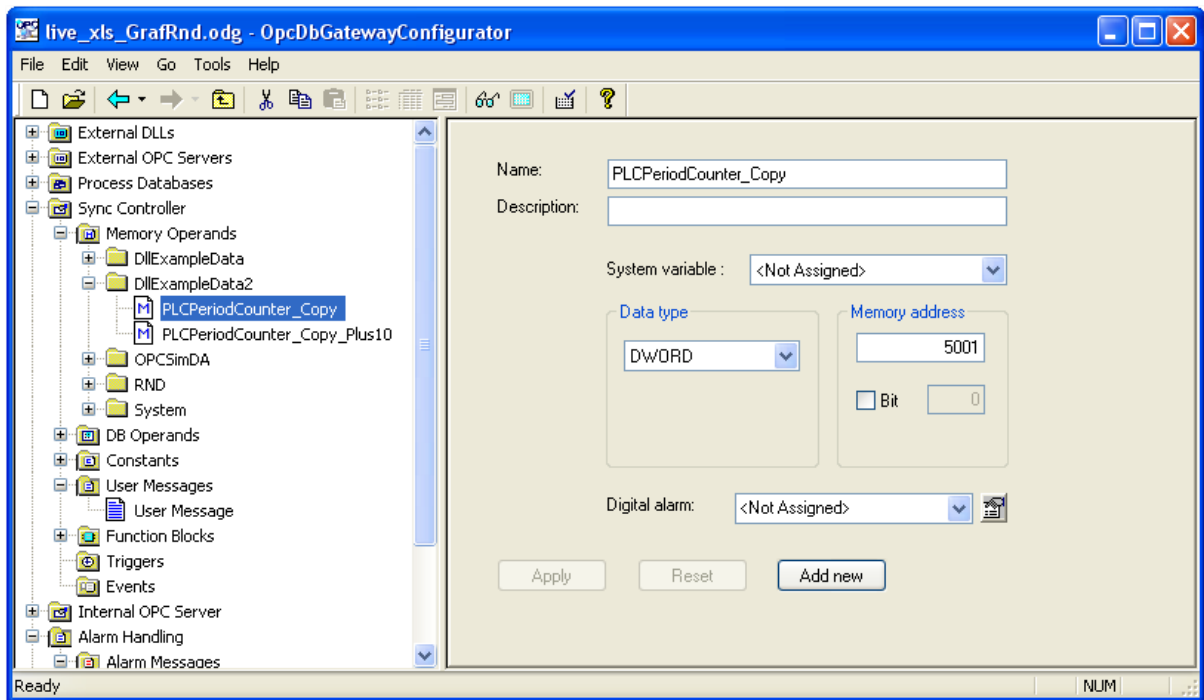 live_xls_GrafRnd.odg - OpcDbGatewayConfigurator
File Edit View Go Tools Help
External DLLs
External OPC Servers
Process Databases
Sync Controller
Memory Operands
DllExampleData
DllExampleData2
PLCPeriodCounter_Copy
PLCPeriodCounter_Copy_Plus10
OPCSimDA
RND
System
DB Operands
Constants
User Messages
User Message
Function Blocks
Triggers
Events
Internal OPC Server
Alarm Handling
Alarm Messages
Name: PLCPeriodCounter_Copy
Description:
System variable : <Not Assigned>
Data type
DWORD
Memory address
5001
Bit 0
Digital alarm: <Not Assigned>
Apply Reset Add new
Ready NUM